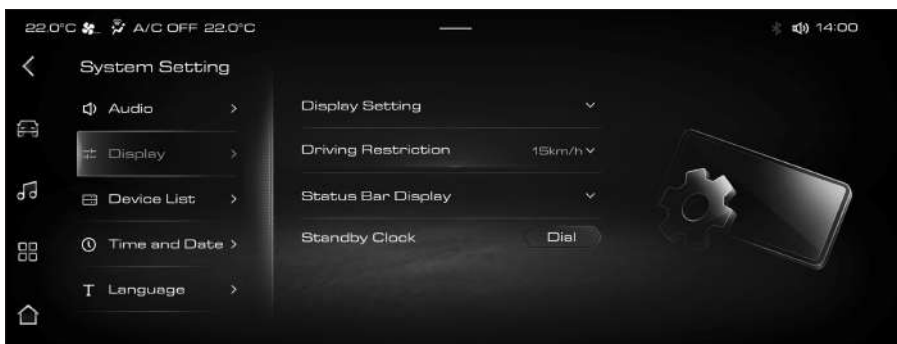 22.0°C A/C OFF 22.0°C
14:00
System Setting
Audio
Display
Device List
Time and Date
T Language
Display Setting
Driving Restriction 15km/h
Status Bar Display
Standby Clock Dial